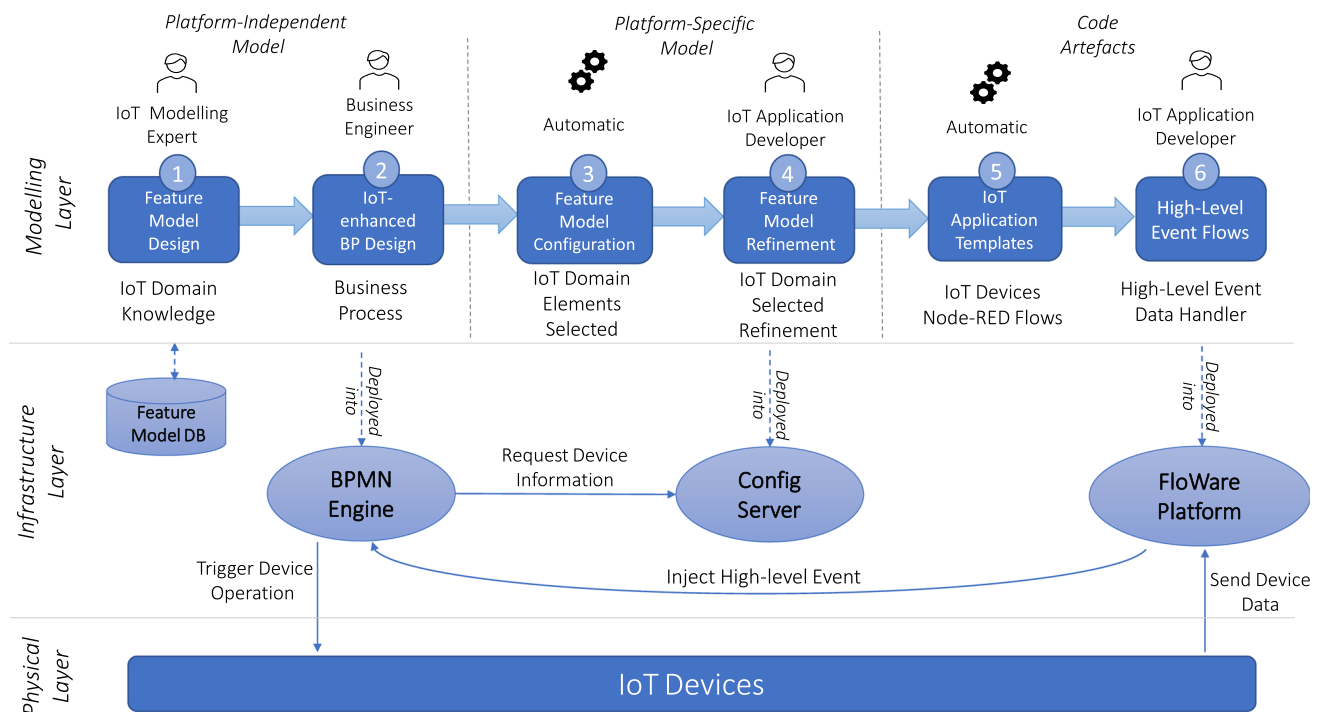 Platform-Independent
Model
Platform-Specific
Model
Code
Artefacts
IoT Modelling
Expert
Business
Engineer
Automatic
IoT Application
Developer
Automatic
IoT Application
Developer
Modelling
Layer
1
Feature
Model
Design
2
IoT-
enhanced
BP Design
3
Feature
Model
Configuration
4
Feature
Model
Refinement
5
IoT
Application
Templates
6
High-Level
Event Flows
IoT Domain
Knowledge
Business
Process
IoT Domain
Elements
Selected
IoT Domain
Selected
Refinement
IoT Devices
Node-RED Flows
High-Level Event
Data Handler
Infrastructure
Layer
Feature
Model DB
Deployed
into
Deployed
into
Deployed
into
BPMN
Engine
Request Device
Information
Config
Server
FloWare
Platform
Trigger Device
Operation
Inject High-level Event
Send Device
Data
Physical
Layer
IoT Devices